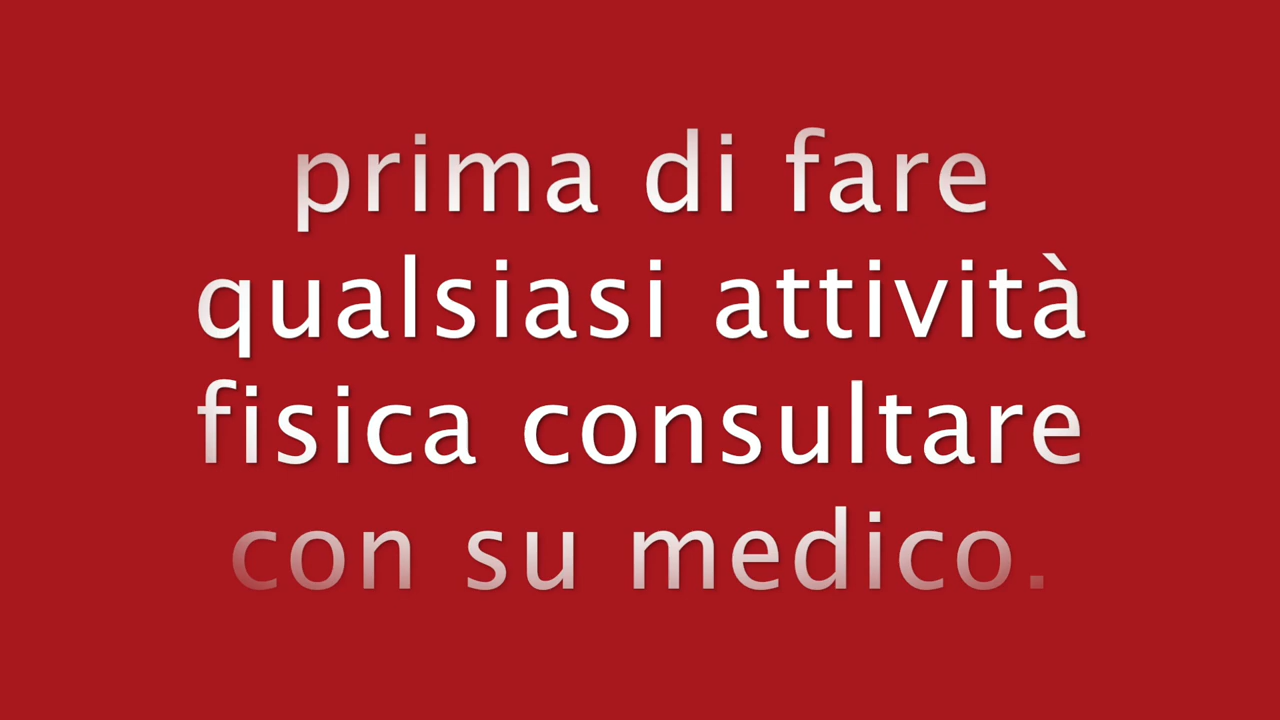 prima di fare
qualsiasi attività
fisica consultare
con su medico.